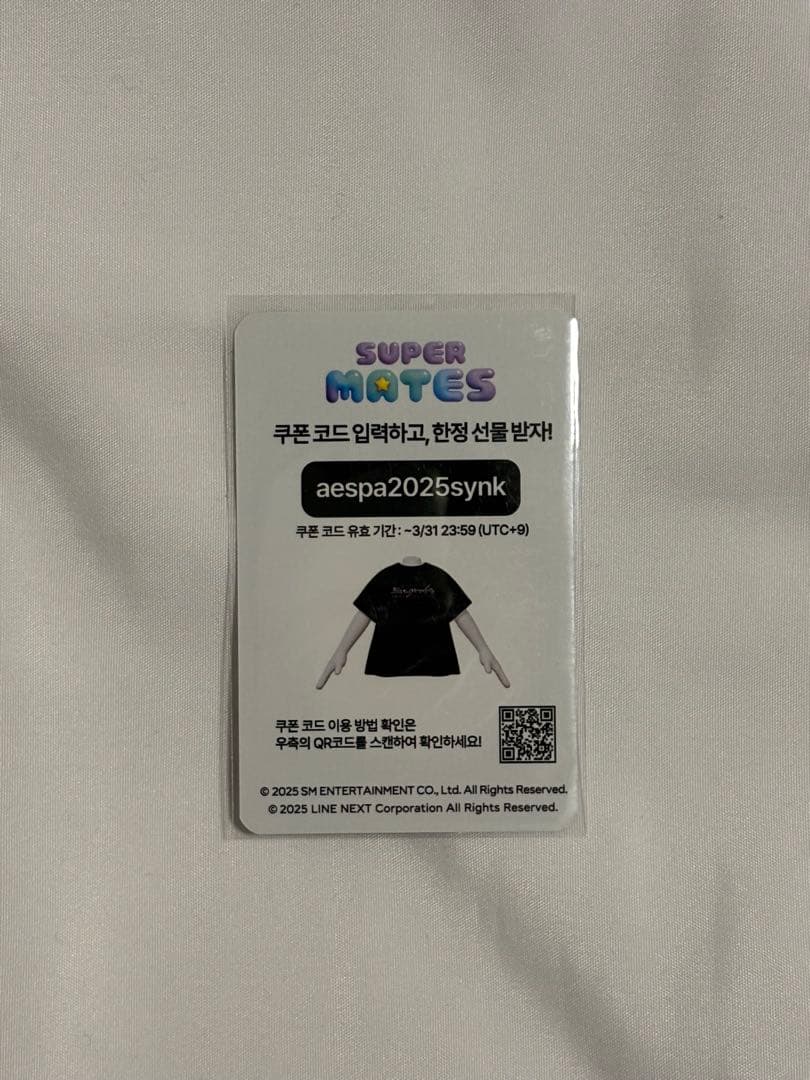 SUPER
MATES
쿠폰 코드 입력하고, 한정 선물 받자!
aespa2025synk
쿠폰 코드 유효 기간 : ~3/31 23:59 (UTC+9)
쿠폰 코드 이용 방법 확인은
우측의 QR코드를 스캔하여 확인하세요!
© 2025 SM ENTERTAINMENT CO., Ltd. All Rights Reserved.
© 2025 LINE NEXT Corporation All Rights Reserved.